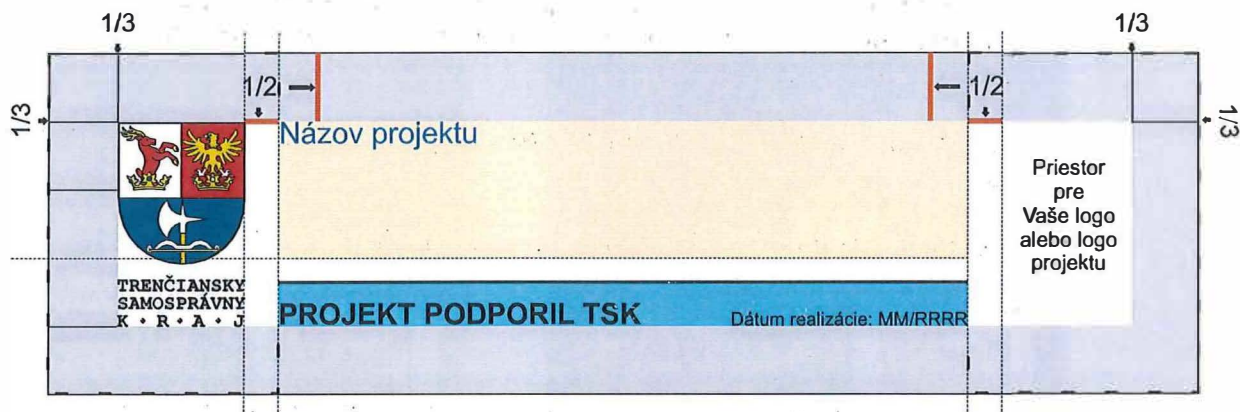 1/3
1/3
1/2
1/2
1/3
1/3
Názov projektu
Priestor
pre
Vaše logo
alebo logo
projektu
TRENČIANSKY
SAMOSPRÁVNY
K • R • A • J
PROJEKT PODPORIL TSK
Dátum realizácie: MM/RRRR